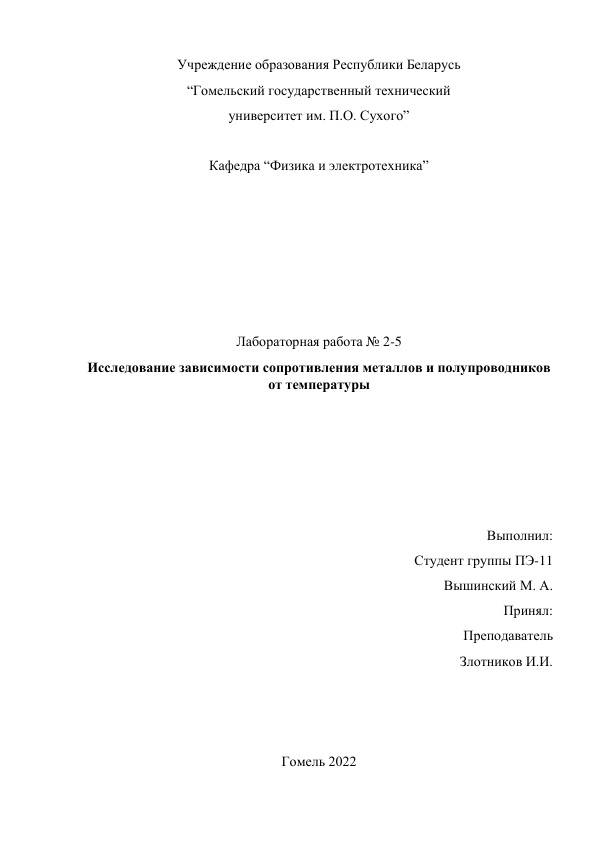 Учреждение образования Республики Беларусь
“Гомельский государственный технический
университет им. П.О. Сухого”
Кафедра “Физика и электротехника”
Лабораторная работа № 2-5
Исследование зависимости сопротивления металлов и полупроводников
от температуры
Выполнил:
Студент группы ПЭ-11
Вышинский М. А.
Принял:
Преподаватель
Злотников И.И.
Гомель 2022